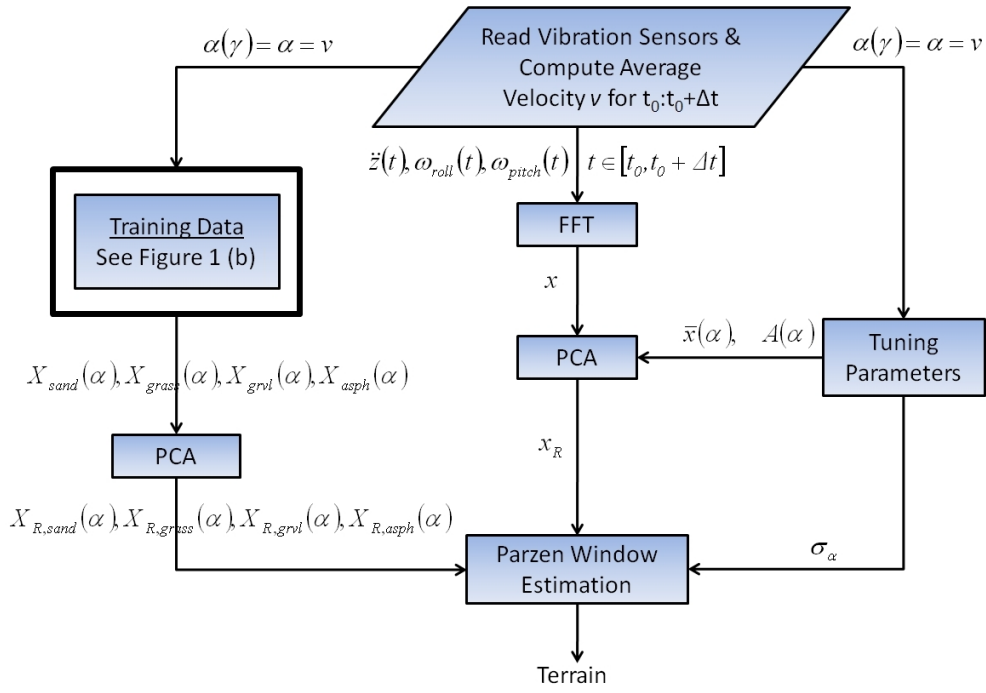 α(γ) = α = v
Read Vibration Sensors &
Compute Average
Velocity v for t₀:t₀+Δt
α(γ) = α = v
z̈(t), ω_roll(t), ω_pitch(t)  t ∈ [t₀, t₀ + Δt]
Training Data
See Figure 1 (b)
FFT
x
PCA
x̄(α), A(α)
Tuning
Parameters
X_sand(α), X_grass(α), X_grvl(α), X_asph(α)
PCA
x_R
X_R,sand(α), X_R,grass(α), X_R,grvl(α), X_R,asph(α)
Parzen Window
Estimation
σ_α
Terrain